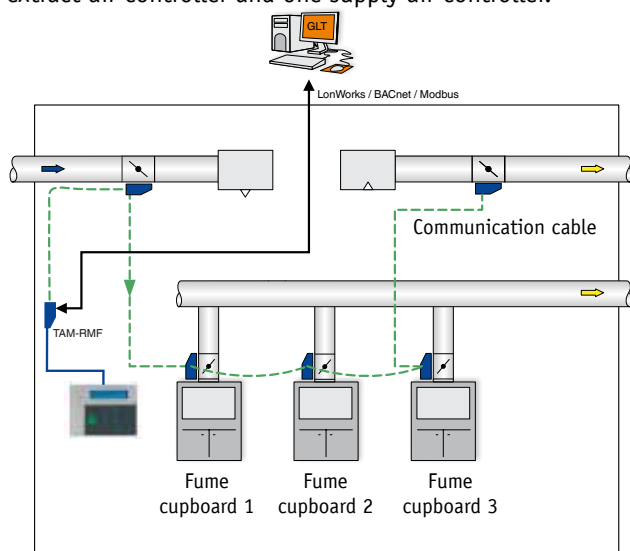 extract air controller and one supply air controller.
GLT
LonWorks / BACnet / Modbus
Communication cable
TAM-RMF
Fume
cupboard 1
Fume
cupboard 2
Fume
cupboard 3